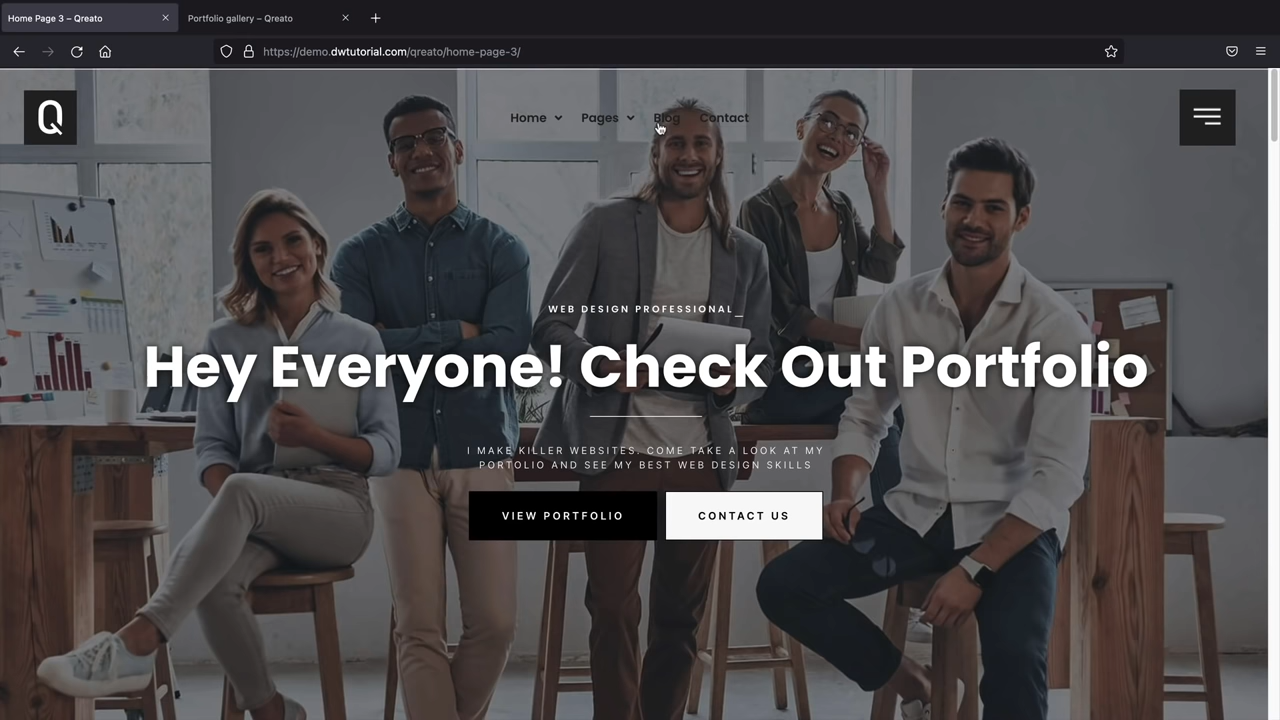 Home Page 3 – Qreato
Portfolio gallery – Qreato
https://demo.dwtutorial.com/qreato/home-page-3/
Q
Home Pages Blog Contact
WEB DESIGN PROFESSIONAL_
Hey Everyone! Check Out Portfolio
I MAKE KILLER WEBSITES. COME TAKE A LOOK AT MY
PORTOLIO AND SEE MY BEST WEB DESIGN SKILLS
VIEW PORTFOLIO
CONTACT US